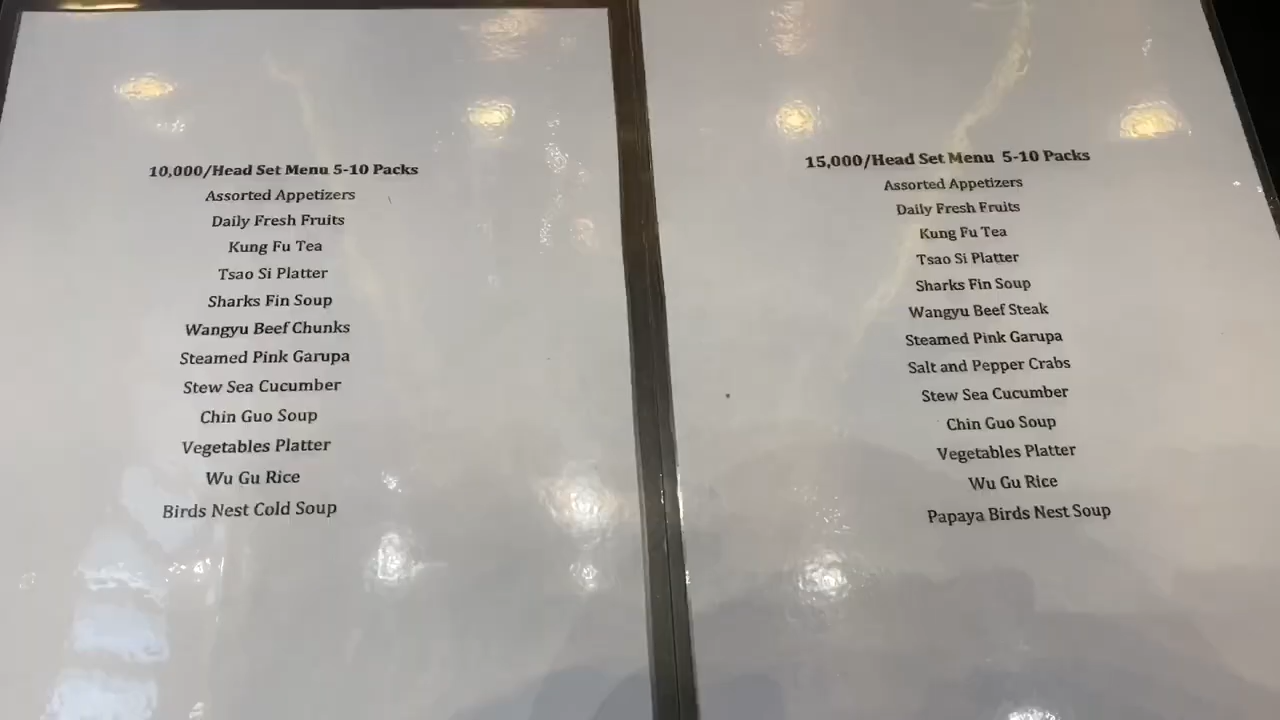 10,000/Head Set Menu 5-10 Packs
Assorted Appetizers
Daily Fresh Fruits
Kung Fu Tea
Tsao Si Platter
Sharks Fin Soup
Wangyu Beef Chunks
Steamed Pink Garupa
Stew Sea Cucumber
Chin Guo Soup
Vegetables Platter
Wu Gu Rice
Birds Nest Cold Soup
15,000/Head Set Menu 5-10 Packs
Assorted Appetizers
Daily Fresh Fruits
Kung Fu Tea
Tsao Si Platter
Sharks Fin Soup
Wangyu Beef Steak
Steamed Pink Garupa
Salt and Pepper Crabs
Stew Sea Cucumber
Chin Guo Soup
Vegetables Platter
Wu Gu Rice
Papaya Birds Nest Soup